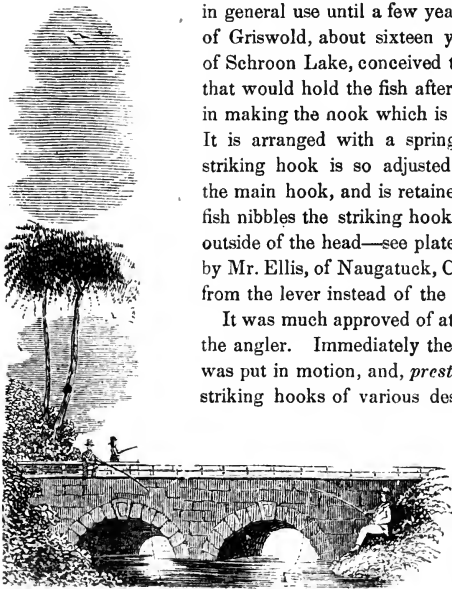 in general use until a few yea
of Griswold, about sixteen y
of Schroon Lake, conceived t
that would hold the fish after
in making the nook which is
It is arranged with a spring
striking hook is so adjusted
the main hook, and is retaine
fish nibbles the striking hook
outside of the head—see plate
by Mr. Ellis, of Naugatuck, C
from the lever instead of the
It was much approved of at
the angler. Immediately the
was put in motion, and, prest
striking hooks of various des